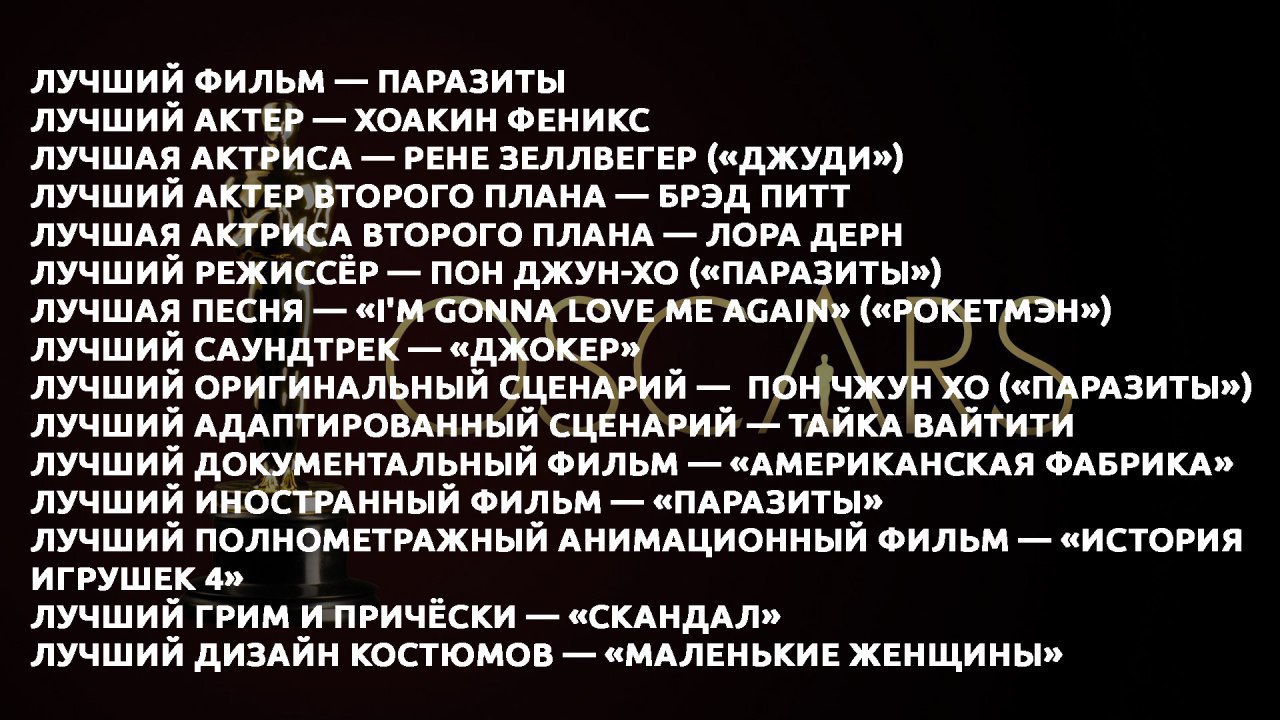 ЛУЧШИЙ ФИЛЬМ — ПАРАЗИТЫ
ЛУЧШИЙ АКТЕР — ХОАКИН ФЕНИКС
ЛУЧШАЯ АКТРИСА — РЕНЕ ЗЕЛЛВЕГЕР («ДЖУДИ»)
ЛУЧШИЙ АКТЕР ВТОРОГО ПЛАНА — БРЭД ПИТТ
ЛУЧШАЯ АКТРИСА ВТОРОГО ПЛАНА — ЛОРА ДЕРН
ЛУЧШИЙ РЕЖИССЁР — ПОН ДЖУН-ХО («ПАРАЗИТЫ»)
ЛУЧШАЯ ПЕСНЯ — «I'M GONNA LOVE ME AGAIN» («РОКЕТМЭН»)
ЛУЧШИЙ САУНДТРЕК — «ДЖОКЕР»
ЛУЧШИЙ ОРИГИНАЛЬНЫЙ СЦЕНАРИЙ — ПОН ЧЖУН ХО («ПАРАЗИТЫ»)
ЛУЧШИЙ АДАПТИРОВАННЫЙ СЦЕНАРИЙ — ТАЙКА ВАЙТИТИ
ЛУЧШИЙ ДОКУМЕНТАЛЬНЫЙ ФИЛЬМ — «АМЕРИКАНСКАЯ ФАБРИКА»
ЛУЧШИЙ ИНОСТРАННЫЙ ФИЛЬМ — «ПАРАЗИТЫ»
ЛУЧШИЙ ПОЛНОМЕТРАЖНЫЙ АНИМАЦИОННЫЙ ФИЛЬМ — «ИСТОРИЯ
ИГРУШЕК 4»
ЛУЧШИЙ ГРИМ И ПРИЧЁСКИ — «СКАНДАЛ»
ЛУЧШИЙ ДИЗАЙН КОСТЮМОВ — «МАЛЕНЬКИЕ ЖЕНЩИНЫ»
OSCARS